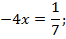 -4x = 1/7;